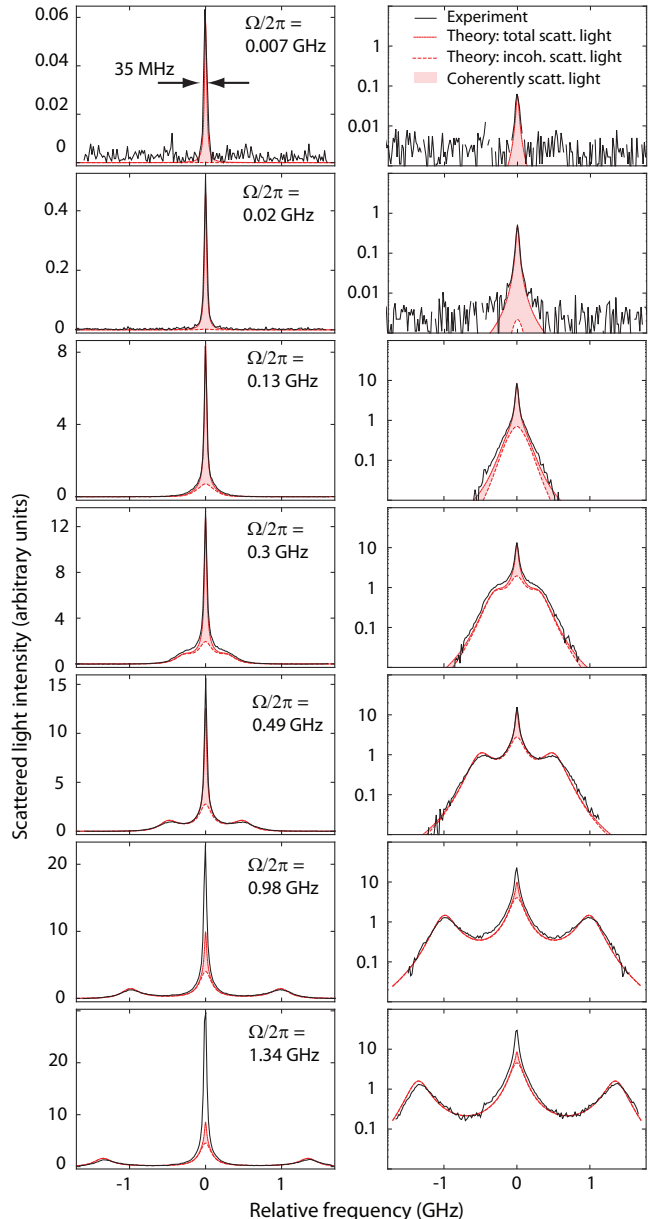 0.06
0.04
0.02
0
Ω/2π =
0.007 GHz
35 MHz
1
0.1
0.01
Experiment
Theory: total scatt. light
Theory: incoh. scatt. light
Coherently scatt. light
0.4
0.2
0
Ω/2π =
0.02 GHz
1
0.1
0.01
8
4
0
Ω/2π =
0.13 GHz
10
1
0.1
12
8
4
0
Ω/2π =
0.3 GHz
10
1
0.1
15
10
5
0
Ω/2π =
0.49 GHz
10
1
0.1
20
10
0
Ω/2π =
0.98 GHz
10
1
0.1
20
10
0
Ω/2π =
1.34 GHz
10
1
0.1
-1
0
1
-1
0
1
Scattered light intensity (arbitrary units)
Relative frequency (GHz)